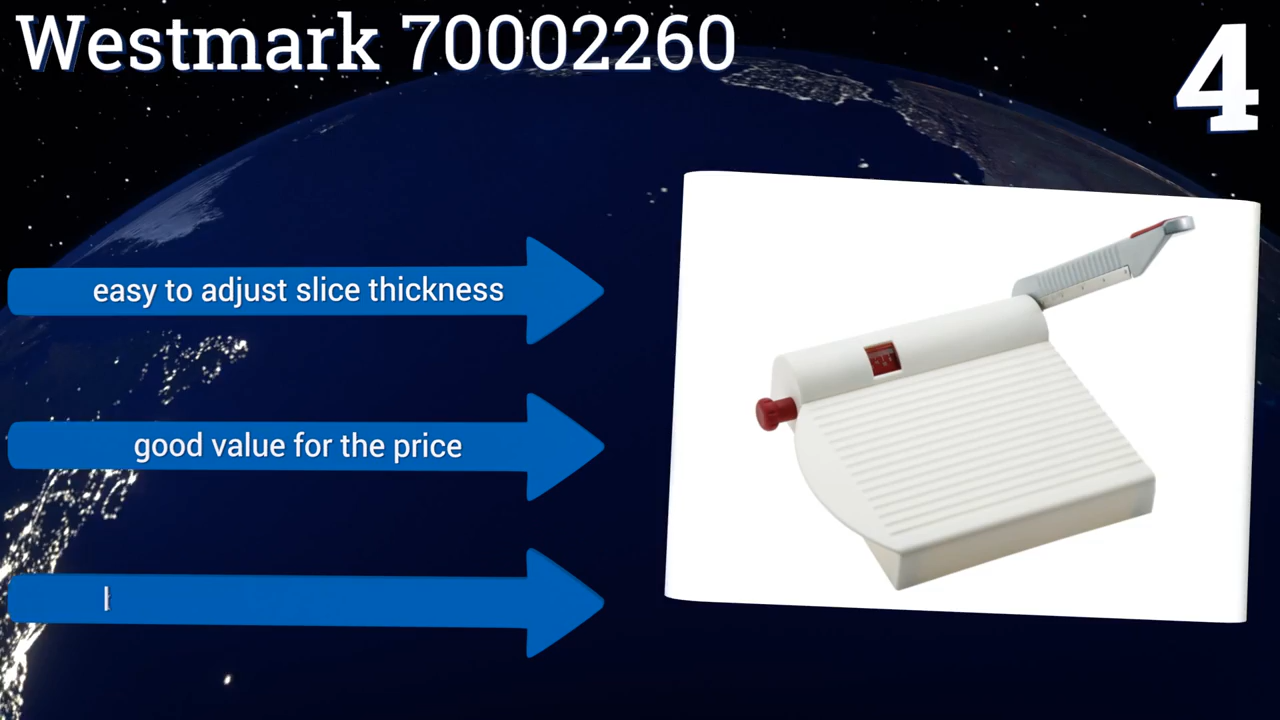 Westmark 70002260
4
easy to adjust slice thickness
good value for the price